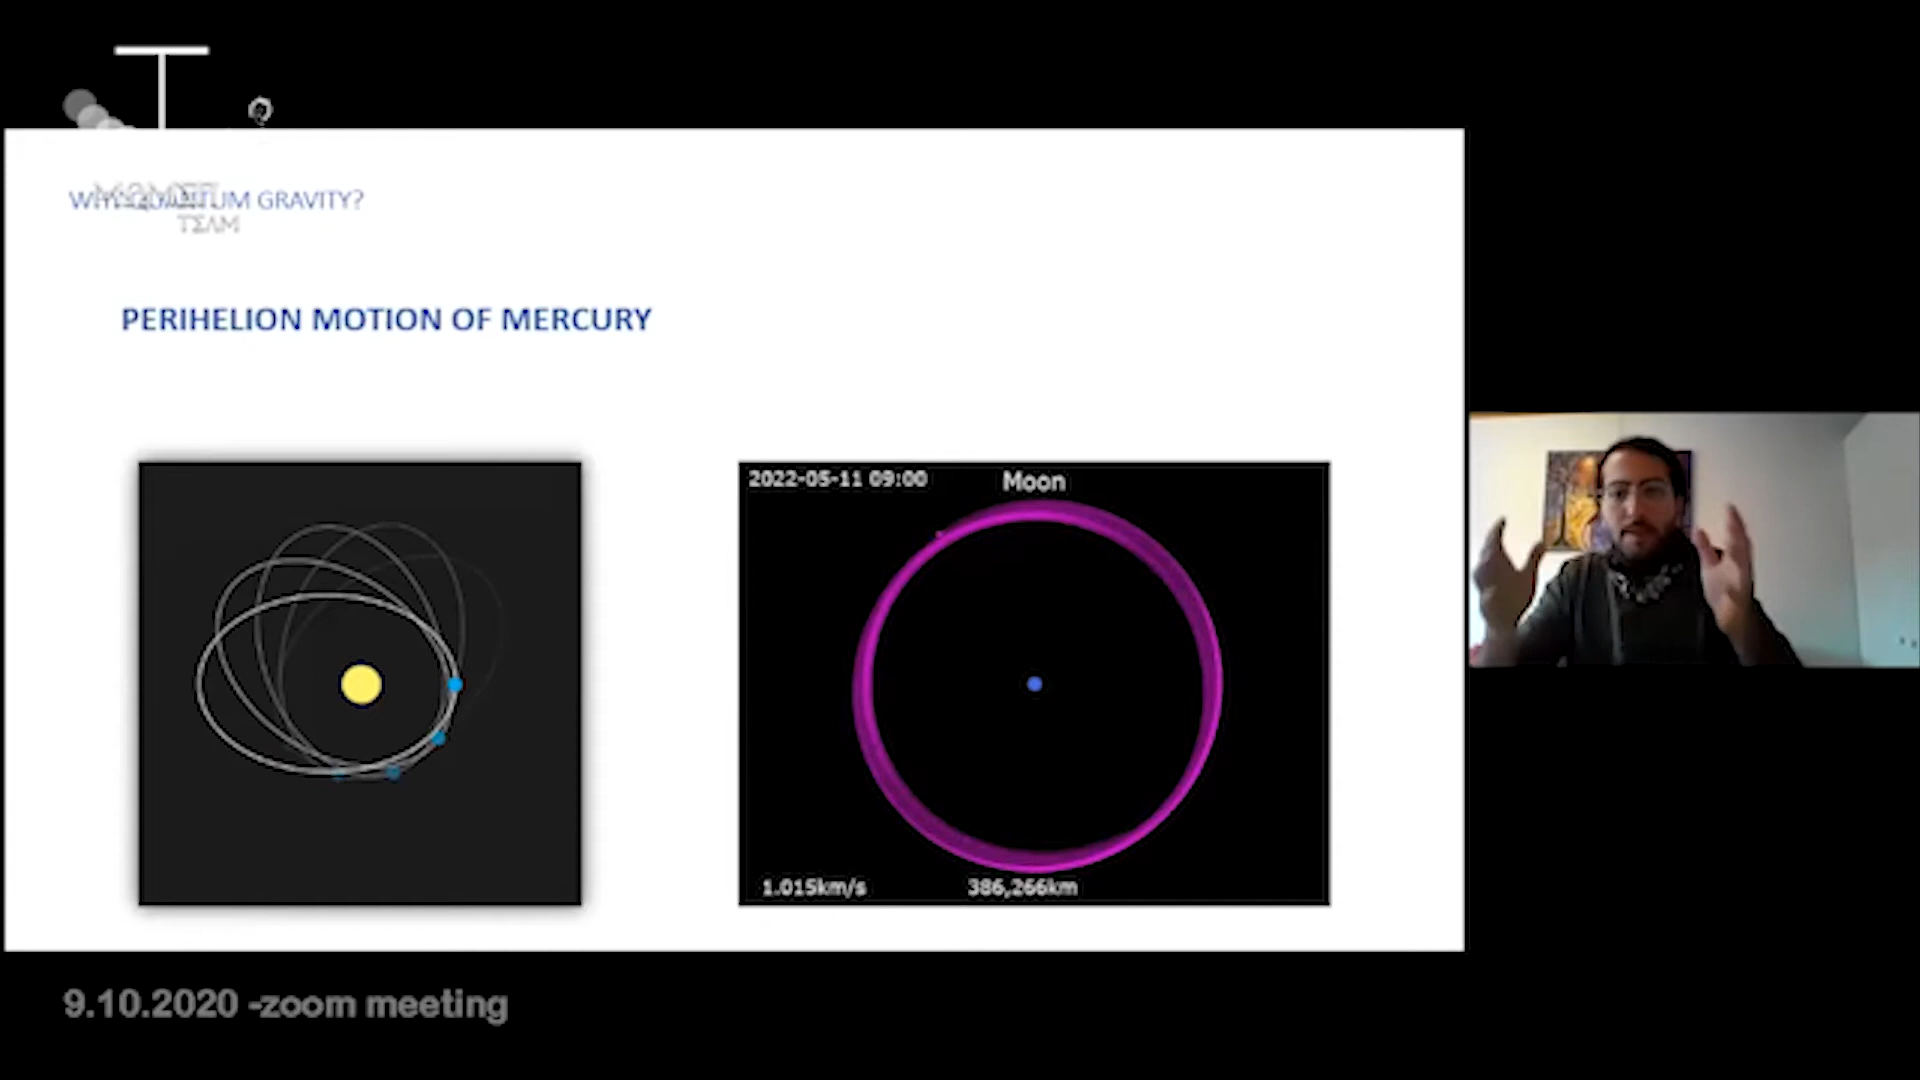 WHY QUANTUM GRAVITY?
TΣΛM
PERIHELION MOTION OF MERCURY
2022-05-11 09:00
Moon
1.015km/s
386,266km
9.10.2020 -zoom meeting